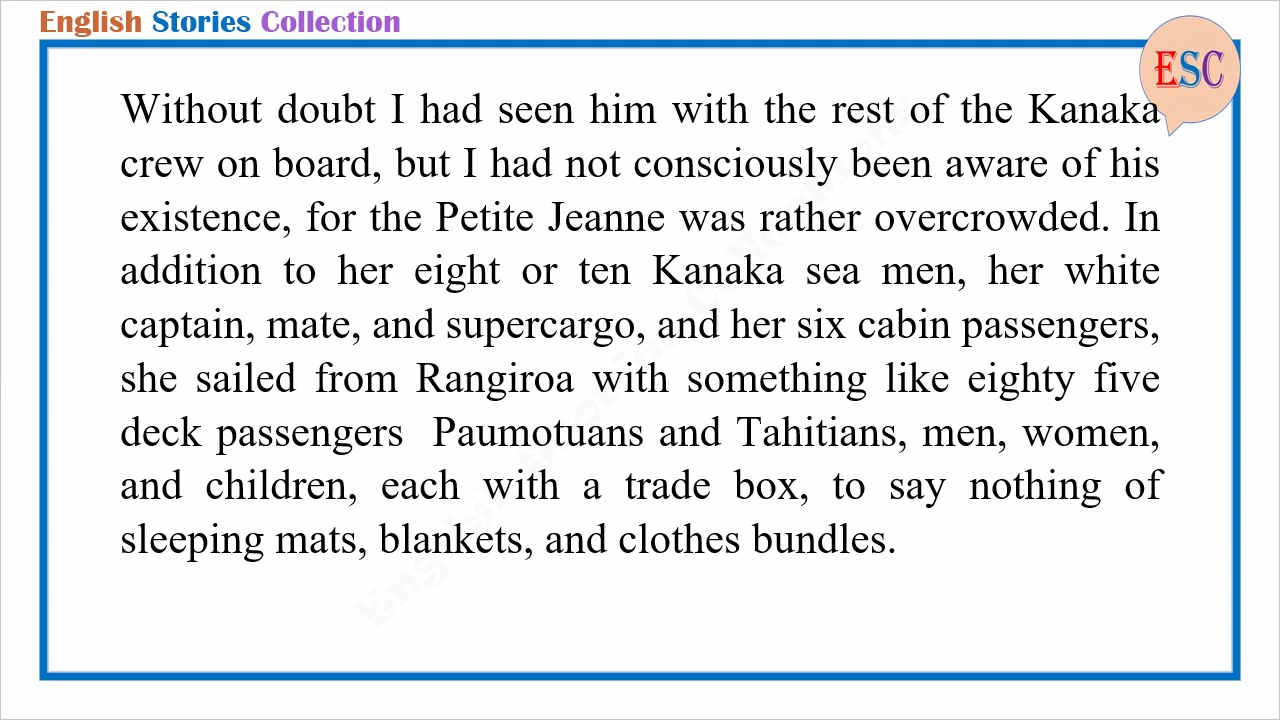 English Stories Collection
ESC
Without doubt I had seen him with the rest of the Kanaka
crew on board, but I had not consciously been aware of his
existence, for the Petite Jeanne was rather overcrowded. In
addition to her eight or ten Kanaka sea men, her white
captain, mate, and supercargo, and her six cabin passengers,
she sailed from Rangiroa with something like eighty five
deck passengers  Paumotuans and Tahitians, men, women,
and children, each with a trade box, to say nothing of
sleeping mats, blankets, and clothes bundles.